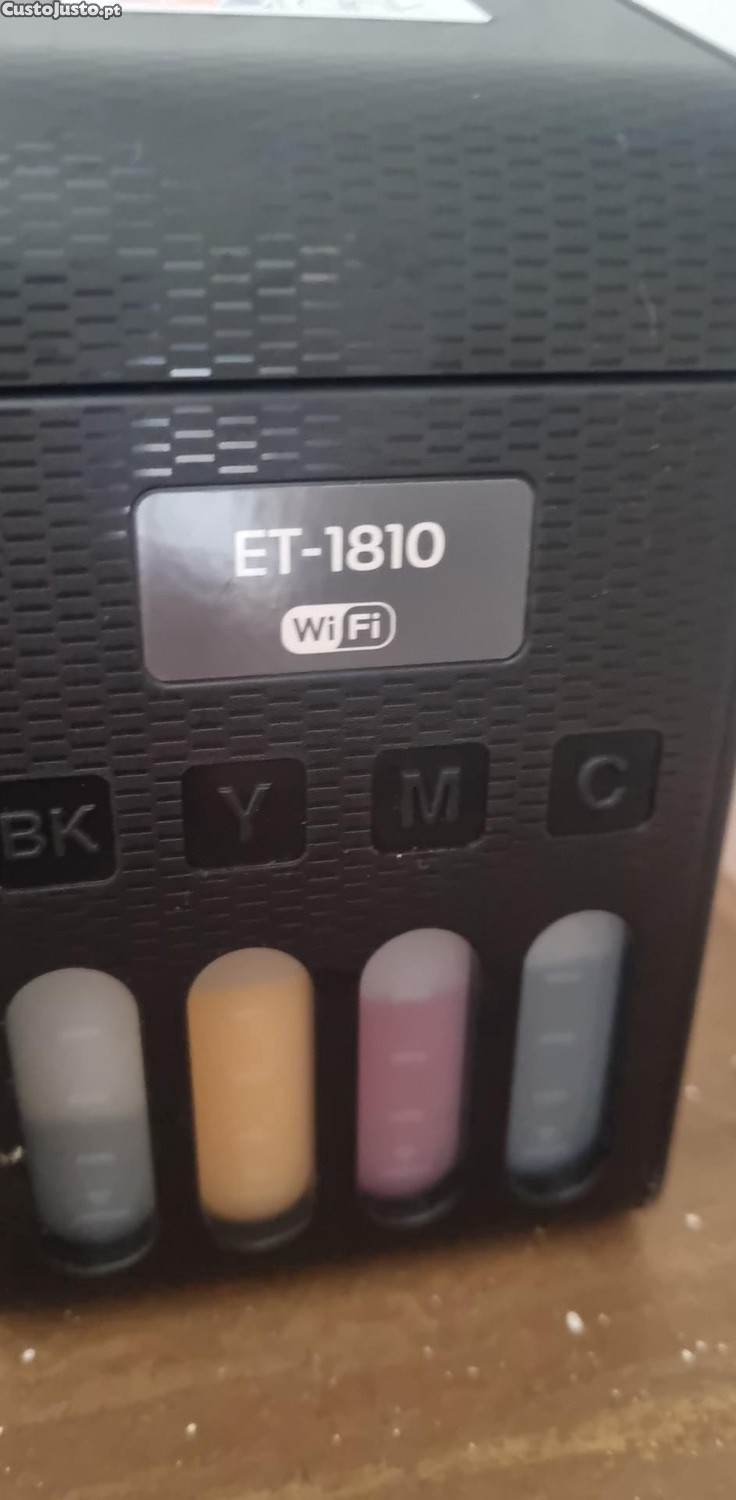 CustoJusto.pt
ET-1810
WiFi
BK Y M C